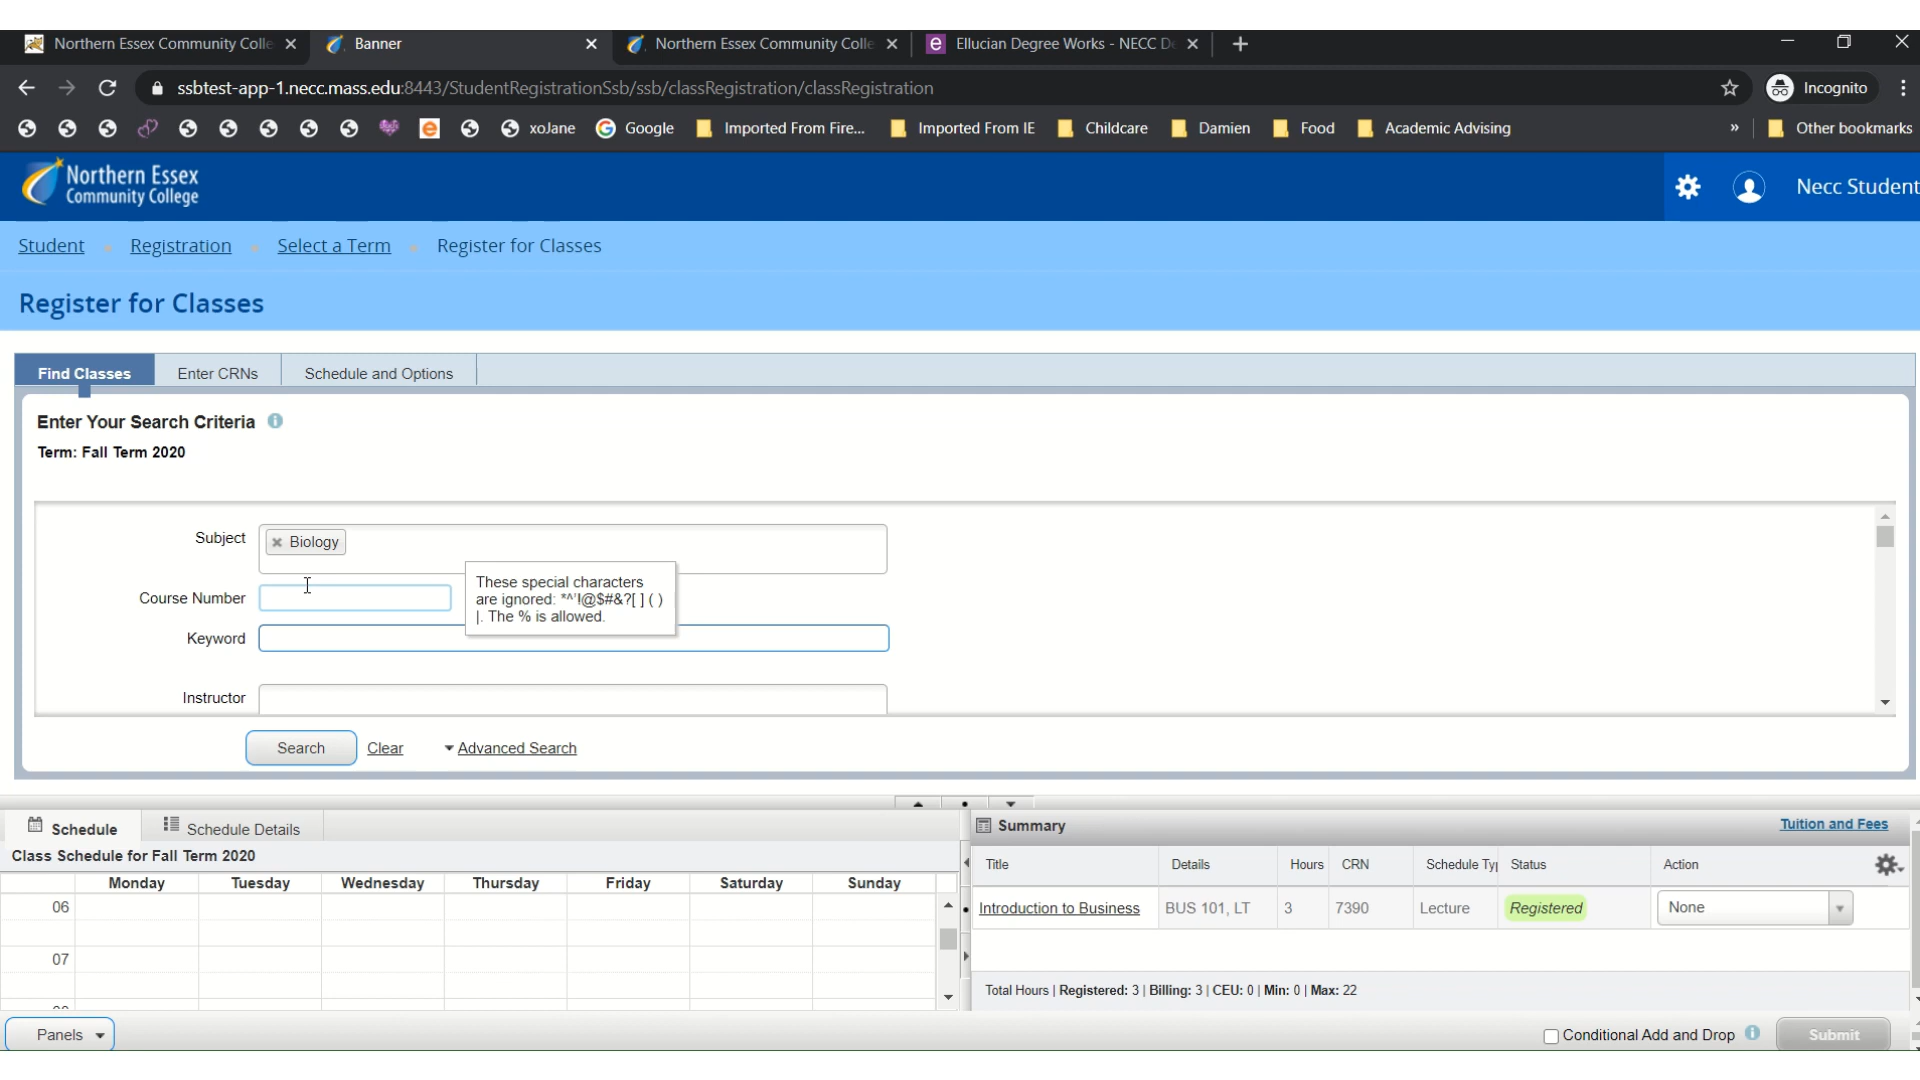 Northern Essex Community Colle
Banner
Northern Essex Community Colle
Ellucian Degree Works - NECC D
ssbtest-app-1.necc.mass.edu:8443/StudentRegistrationSsb/ssb/classRegistration/classRegistration
Incognito
xoJane
Google
Imported From Fire...
Imported From IE
Childcare
Damien
Food
Academic Advising
»
Other bookmarks
Northern Essex
Community College
Necc Student
Student
Registration
Select a Term
Register for Classes
Register for Classes
Find Classes
Enter CRNs
Schedule and Options
Enter Your Search Criteria
Term: Fall Term 2020
Subject
Biology
Course Number
These special characters
are ignored: *^'!@$#&?[ ] ( )
|. The % is allowed.
Keyword
Instructor
Search
Clear
Advanced Search
Schedule
Schedule Details
Summary
Tuition and Fees
Class Schedule for Fall Term 2020
Title
Details
Hours
CRN
Schedule Ty
Status
Action
Monday
Tuesday
Wednesday
Thursday
Friday
Saturday
Sunday
06
Introduction to Business
BUS 101, LT
3
7390
Lecture
Registered
None
07
Total Hours | Registered: 3 | Billing: 3 | CEU: 0 | Min: 0 | Max: 22
Panels
Conditional Add and Drop
Submit